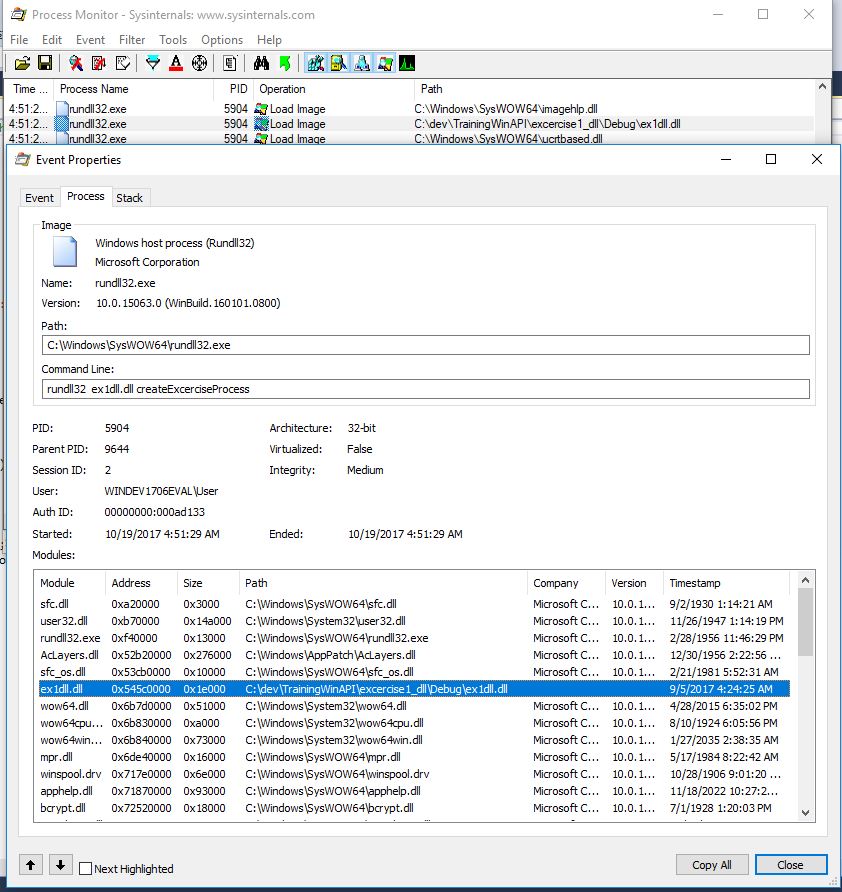 Process Monitor - Sysinternals: www.sysinternals.com
File Edit Event Filter Tools Options Help
Time ... Process Name PID Operation Path
4:51:2... rundll32.exe 5904 Load Image C:\Windows\SysWOW64\imagehlp.dll
4:51:2... rundll32.exe 5904 Load Image C:\dev\TrainingWinAPI\excercise1_dll\Debug\ex1dll.dll
4:51:2... rundll32.exe 5904 Load Image C:\Windows\SysWOW64\ucrtbased.dll
Event Properties
Event Process Stack
Image
Windows host process (Rundll32)
Microsoft Corporation
Name: rundll32.exe
Version: 10.0.15063.0 (WinBuild.160101.0800)
Path:
C:\Windows\SysWOW64\rundll32.exe
Command Line:
rundll32 ex1dll.dll createExcerciseProcess
PID: 5904 Architecture: 32-bit
Parent PID: 9644 Virtualized: False
Session ID: 2 Integrity: Medium
User: WINDEV1706EVAL\User
Auth ID: 00000000:000ad133
Started: 10/19/2017 4:51:29 AM Ended: 10/19/2017 4:51:29 AM
Modules:
Module Address Size Path Company Version Timestamp
sfc.dll 0xa20000 0x3000 C:\Windows\SysWOW64\sfc.dll Microsoft C... 10.0.1... 9/2/1930 1:14:21 AM
user32.dll 0xb70000 0x14a000 C:\Windows\System32\user32.dll Microsoft C... 10.0.1... 11/26/1947 1:14:19 PM
rundll32.exe 0xf40000 0x13000 C:\Windows\SysWOW64\rundll32.exe Microsoft C... 10.0.1... 2/28/1956 11:46:29 PM
AcLayers.dll 0x52b20000 0x276000 C:\Windows\AppPatch\AcLayers.dll Microsoft C... 10.0.1... 12/30/1956 2:22:56 ...
sfc_os.dll 0x53cb0000 0x10000 C:\Windows\SysWOW64\sfc_os.dll Microsoft C... 10.0.1... 2/21/1981 5:52:31 AM
ex1dll.dll 0x545c0000 0x1e000 C:\dev\TrainingWinAPI\excercise1_dll\Debug\ex1dll.dll 9/5/2017 4:24:25 AM
wow64.dll 0x6b7d0000 0x51000 C:\Windows\System32\wow64.dll Microsoft C... 10.0.1... 4/28/2015 6:35:02 PM
wow64cpu... 0x6b830000 0xa000 C:\Windows\System32\wow64cpu.dll Microsoft C... 10.0.1... 8/10/1924 6:05:56 PM
wow64win... 0x6b840000 0x73000 C:\Windows\System32\wow64win.dll Microsoft C... 10.0.1... 1/27/2035 2:38:35 AM
mpr.dll 0x6de40000 0x16000 C:\Windows\SysWOW64\mpr.dll Microsoft C... 10.0.1... 5/17/1984 8:22:42 AM
winspool.drv 0x717e0000 0x6e000 C:\Windows\SysWOW64\winspool.drv Microsoft C... 10.0.1... 10/28/1906 9:01:20 ...
apphelp.dll 0x71870000 0x93000 C:\Windows\SysWOW64\apphelp.dll Microsoft C... 10.0.1... 11/18/2022 10:27:2...
bcrypt.dll 0x72520000 0x18000 C:\Windows\SysWOW64\bcrypt.dll Microsoft C... 10.0.1... 7/1/1928 1:20:03 PM
Next Highlighted Copy All Close